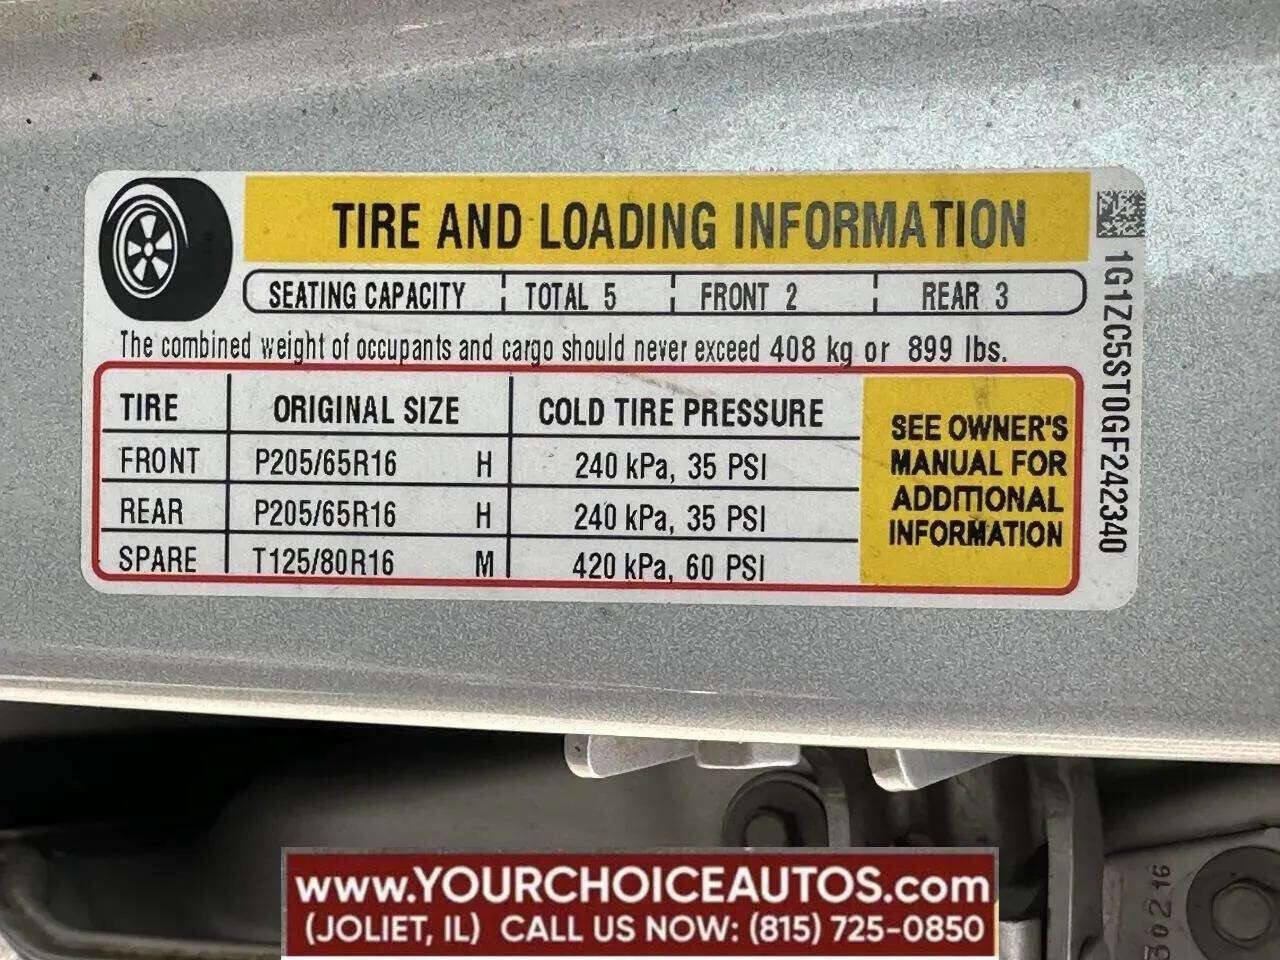 TIRE AND LOADING INFORMATION
SEATING CAPACITY TOTAL 5 FRONT 2 REAR 3
The combined weight of occupants and cargo should never exceed 408 kg or 899 lbs.
TIRE ORIGINAL SIZE COLD TIRE PRESSURE
FRONT P205/65R16 H 240 kPa, 35 PSI
REAR P205/65R16 H 240 kPa, 35 PSI
SPARE T125/80R16 M 420 kPa, 60 PSI
SEE OWNER'S
MANUAL FOR
ADDITIONAL
INFORMATION
1G1ZC5ST0GF242340
30216
www.YOURCHOICEAUTOS.com
(JOLIET, IL) CALL US NOW: (815) 725-0850